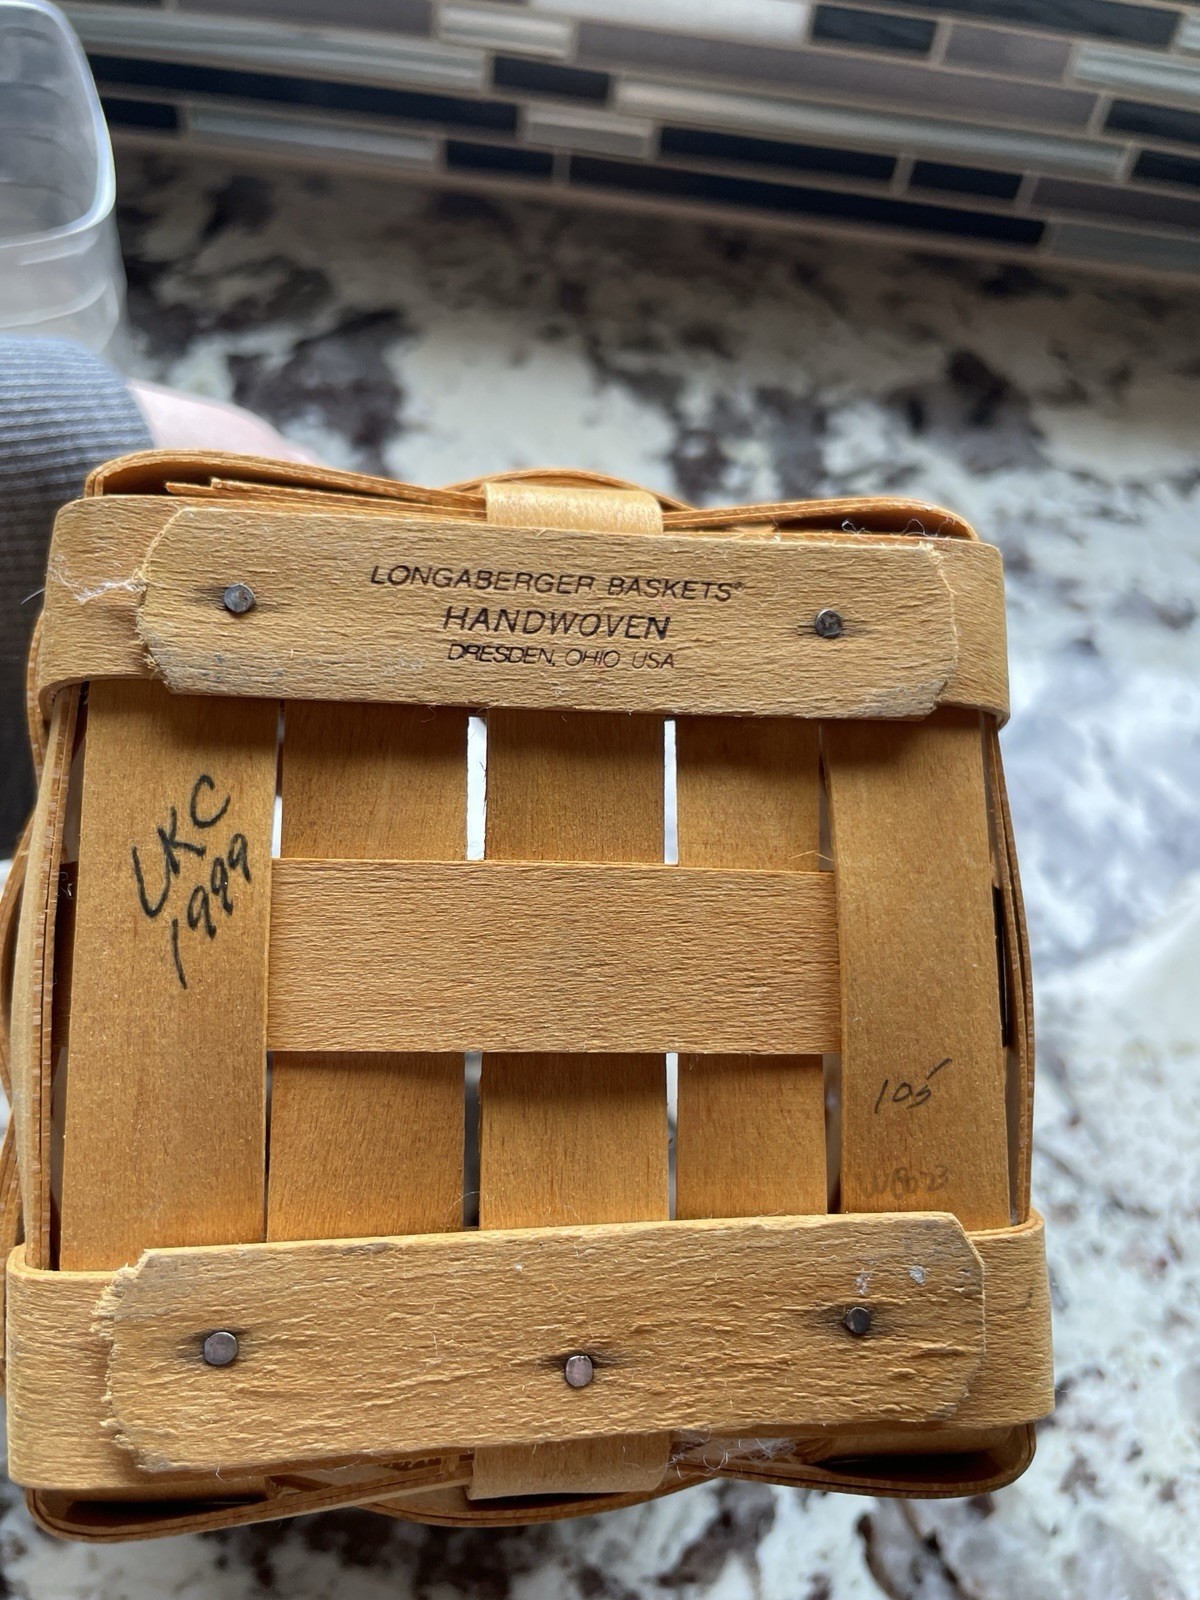 LONGABERGER BASKETS®
HANDWOVEN
DRESDEN, OHIO USA
LKC
1999
105